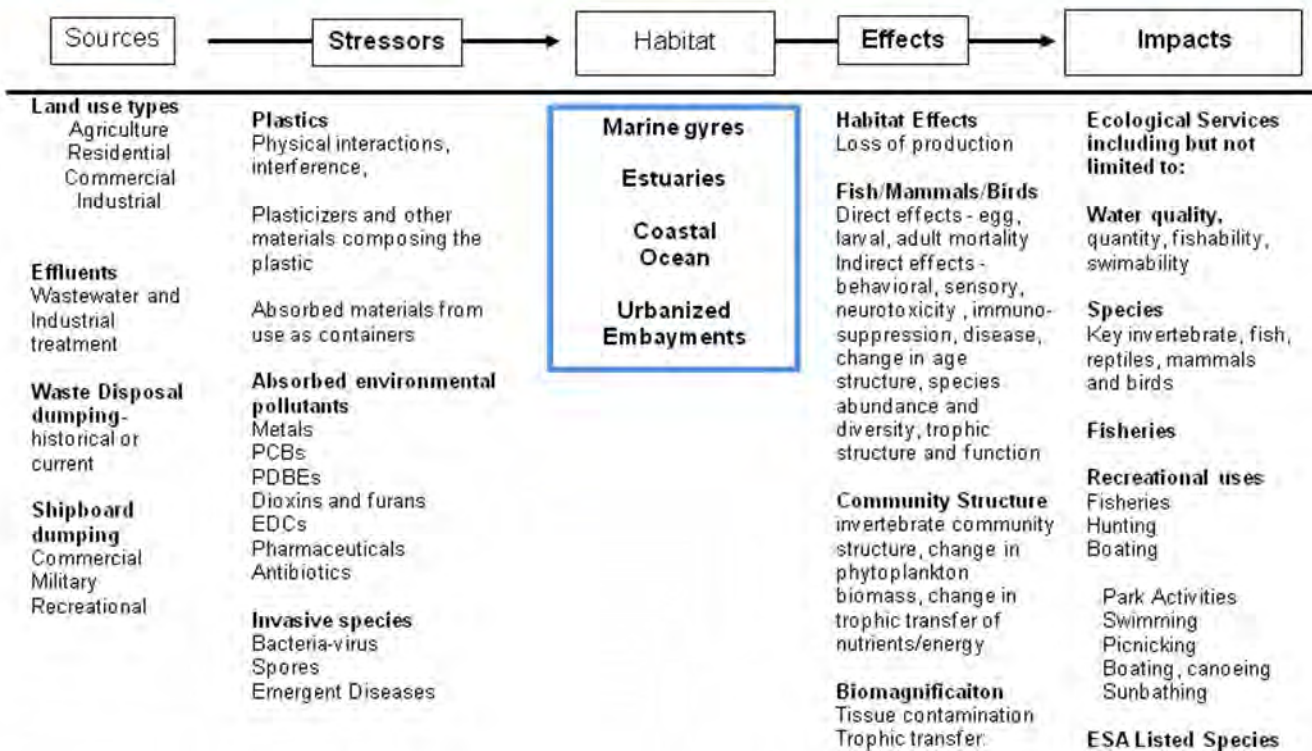 Sources
Stressors
Habitat
Effects
Impacts
Land use types
Agriculture
Residential
Commercial
Industrial
Effluents
Wastewater and
Industrial
treatment
Waste Disposal
dumping-
historical or
current
Shipboard
dumping
Commercial
Military
Recreational
Plastics
Physical interactions,
interference,
Plasticizers and other
materials composing the
plastic
Absorbed materials from
use as containers
Absorbed environmental
pollutants
Metals
PCBs
PDBEs
Dioxins and furans
EDCs
Pharmaceuticals
Antibiotics
Invasive species
Bacteria-virus
Spores
Emergent Diseases
Marine gyres
Estuaries
Coastal
Ocean
Urbanized
Embayments
Habitat Effects
Loss of production
Fish/Mammals/Birds
Direct effects - egg,
larval, adult mortality
Indirect effects -
behavioral, sensory,
neurotoxicity , immuno-
suppression, disease,
change in age
structure, species
abundance and
diversity, trophic
structure and function
Community Structure
invertebrate community
structure, change in
phytoplankton
biomass, change in
trophic transfer of
nutrients/energy
Biomagnificaiton
Tissue contamination
Trophic transfer.
Ecological Services
including but not
limited to:
Water quality,
quantity, fishability,
swimability
Species
Key invertebrate, fish,
reptiles, mammals
and birds
Fisheries
Recreational uses
Fisheries
Hunting
Boating
Park Activities
Swimming
Picnicking
Boating, canoeing
Sunbathing
ESA Listed Species